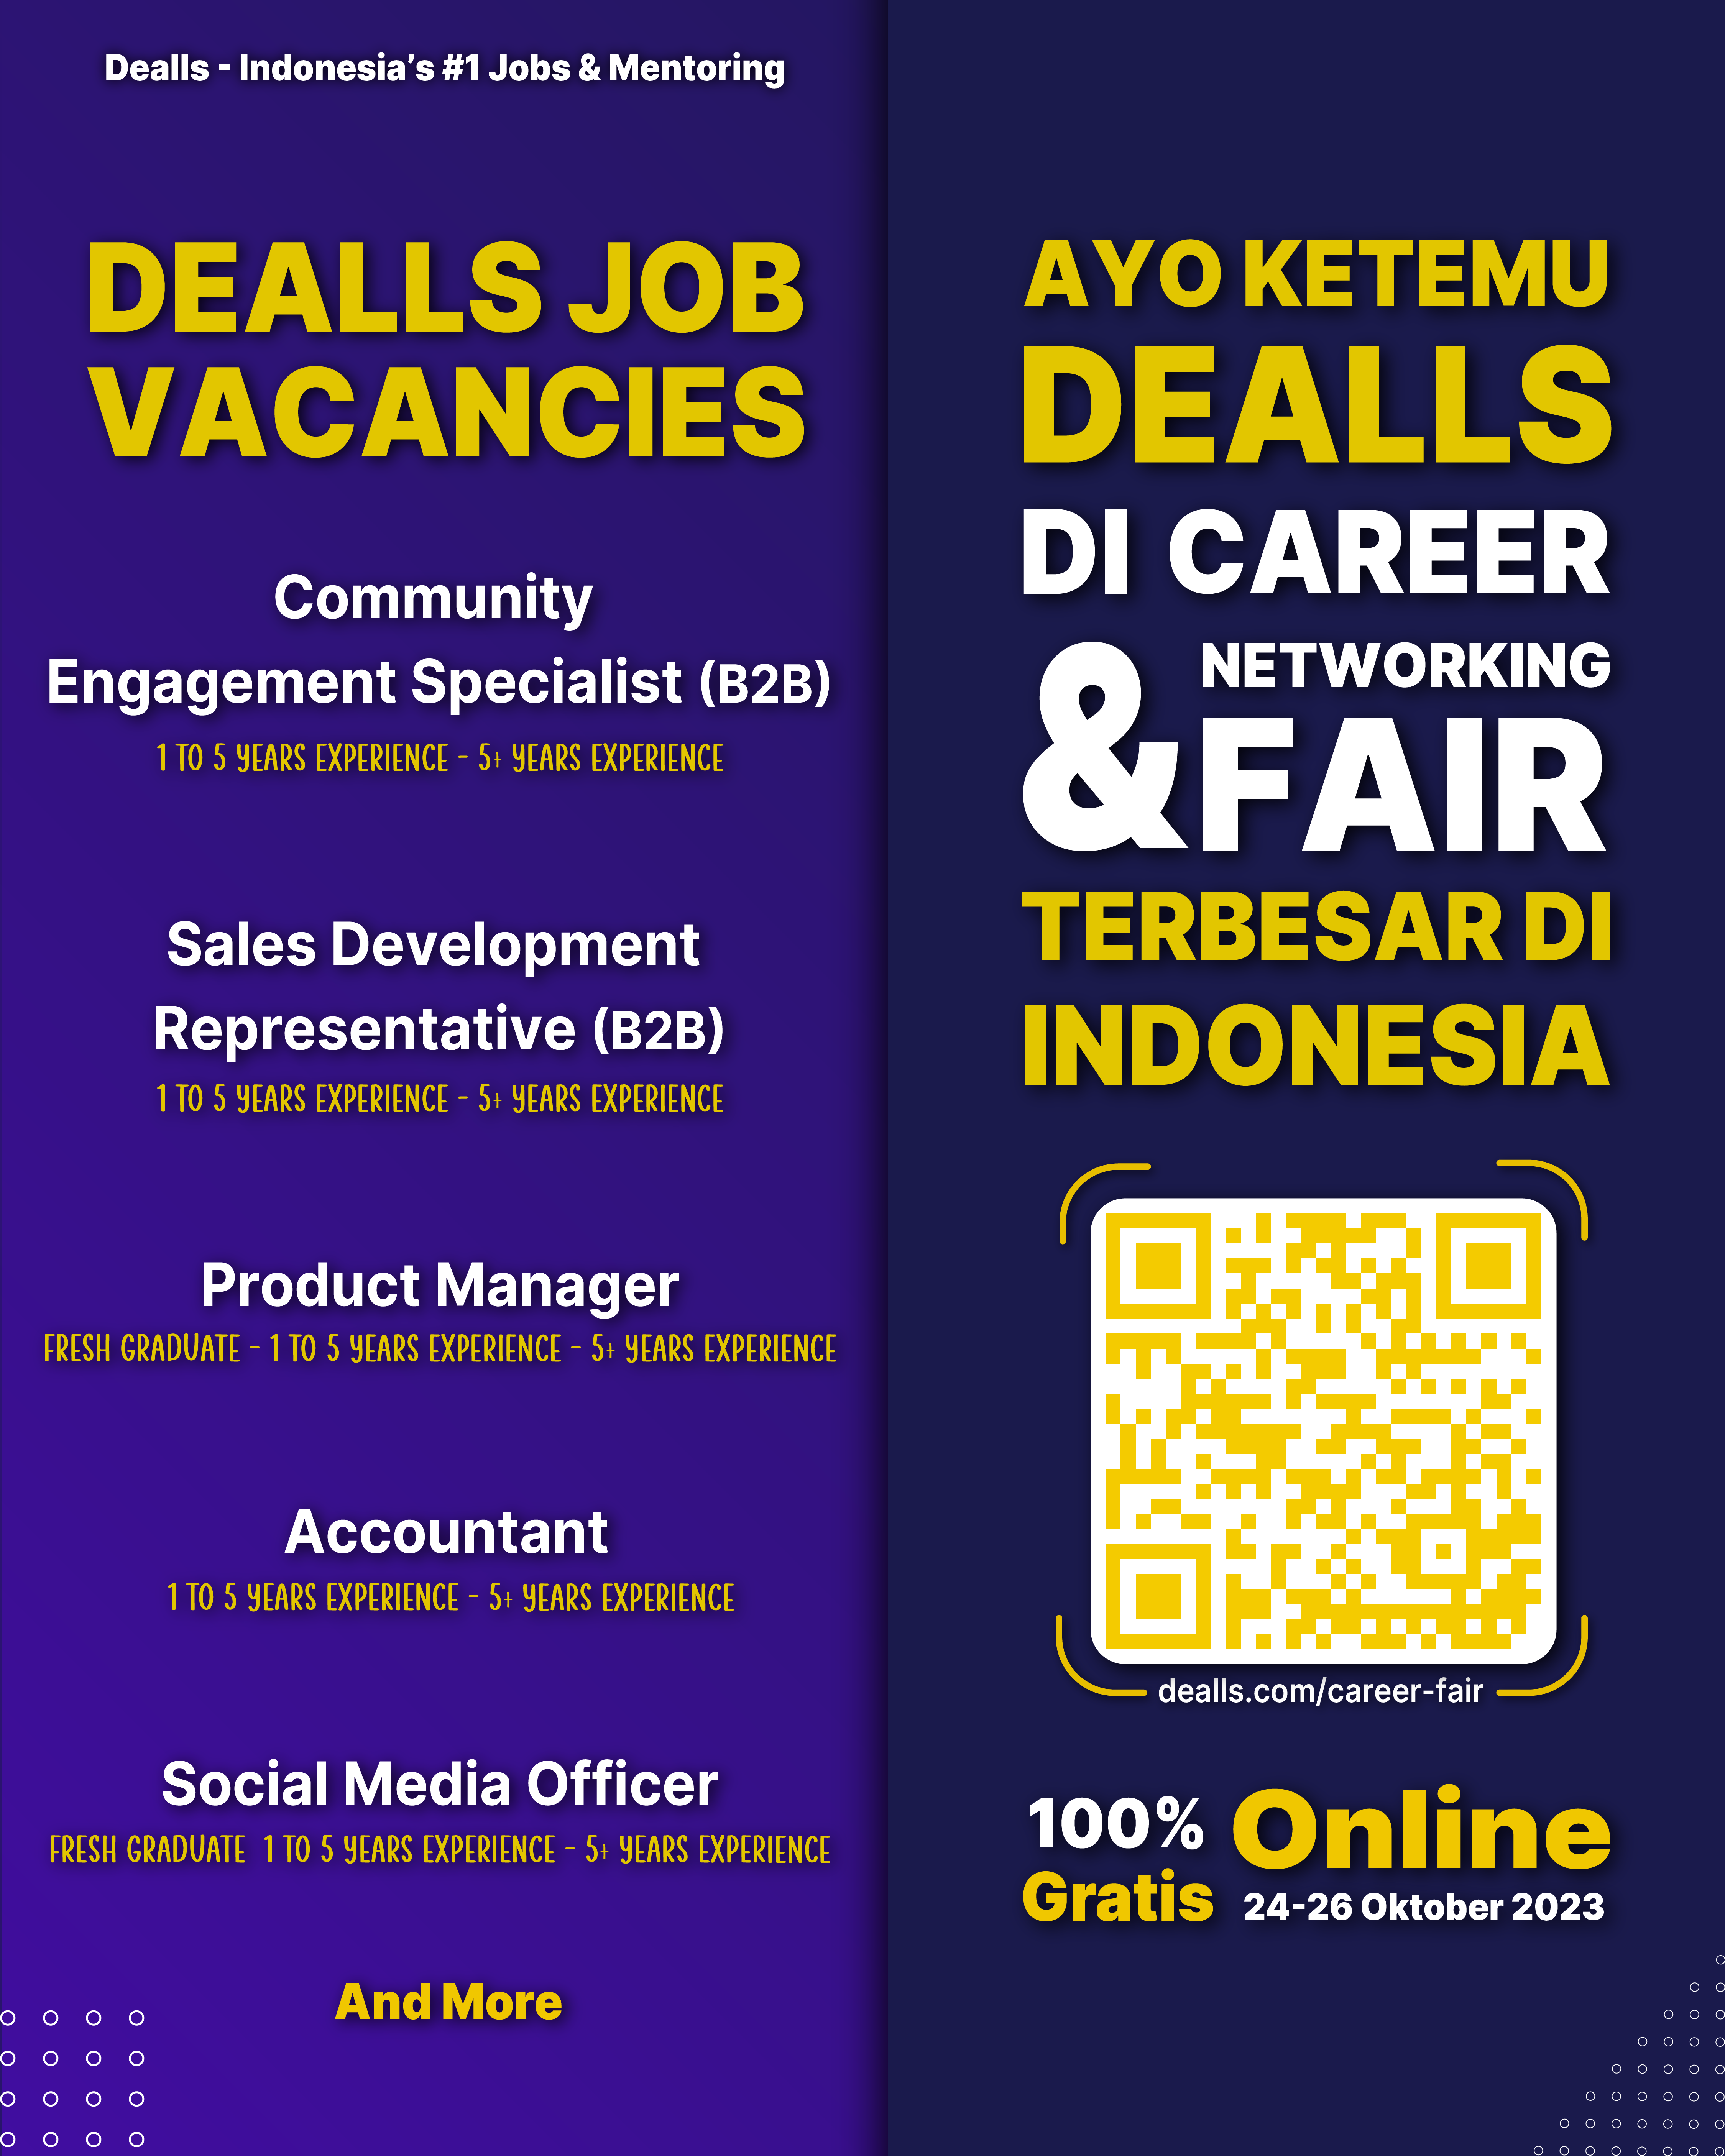 Dealls - Indonesia’s #1 Jobs & Mentoring
DEALLS JOB
VACANCIES
Community
Engagement Specialist (B2B)
1 TO 5 YEARS EXPERIENCE - 5+ YEARS EXPERIENCE
Sales Development
Representative (B2B)
1 TO 5 YEARS EXPERIENCE - 5+ YEARS EXPERIENCE
Product Manager
FRESH GRADUATE - 1 TO 5 YEARS EXPERIENCE - 5+ YEARS EXPERIENCE
Accountant
1 TO 5 YEARS EXPERIENCE - 5+ YEARS EXPERIENCE
Social Media Officer
FRESH GRADUATE 1 TO 5 YEARS EXPERIENCE - 5+ YEARS EXPERIENCE
And More
AYO KETEMU
DEALLS
DI CAREER
& NETWORKING
FAIR
TERBESAR DI
INDONESIA
dealls.com/career-fair
100%
Gratis
Online
24-26 Oktober 2023